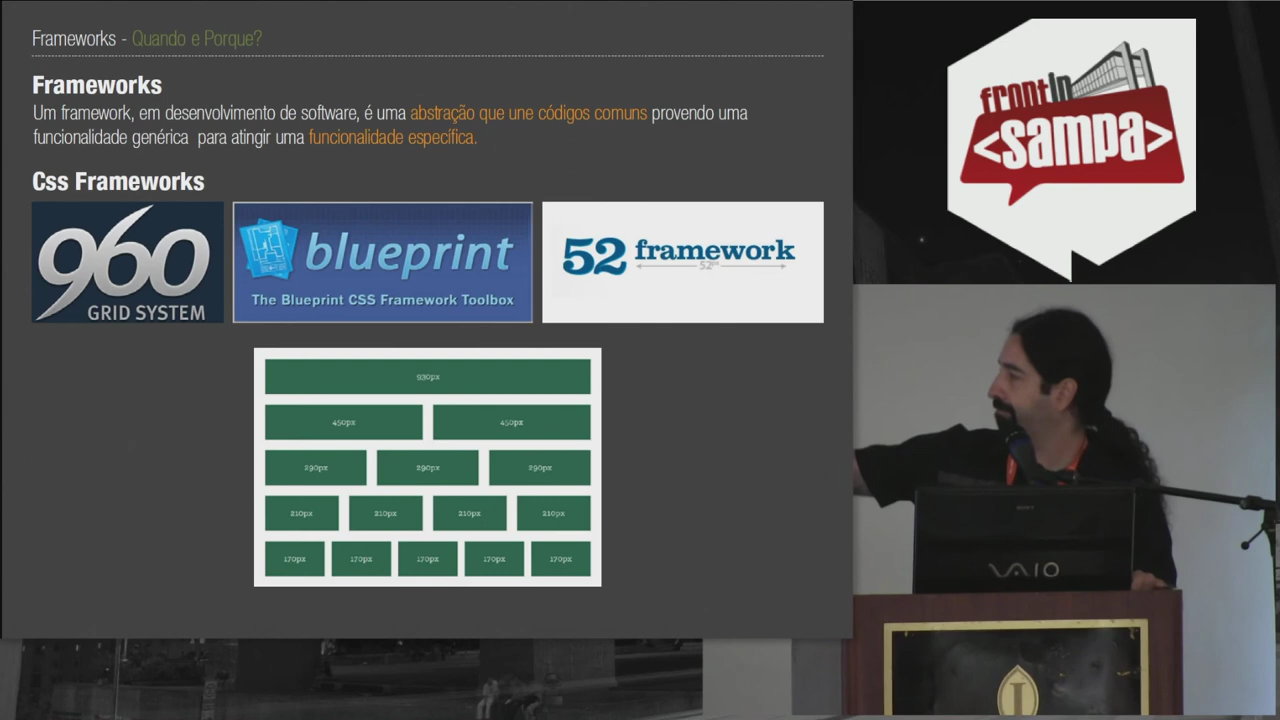 Frameworks - Quando e Porque?
Frameworks
Um framework, em desenvolvimento de software, é uma abstração que une códigos comuns provendo uma
funcionalidade genérica para atingir uma funcionalidade específica.
Css Frameworks
960
GRID SYSTEM
blueprint
The Blueprint CSS Framework Toolbox
52 framework
930px
450px 450px
290px 290px 290px
210px 210px 210px 210px
170px 170px 170px 170px 170px
frontIn
<sampa>
SONY
VAIO